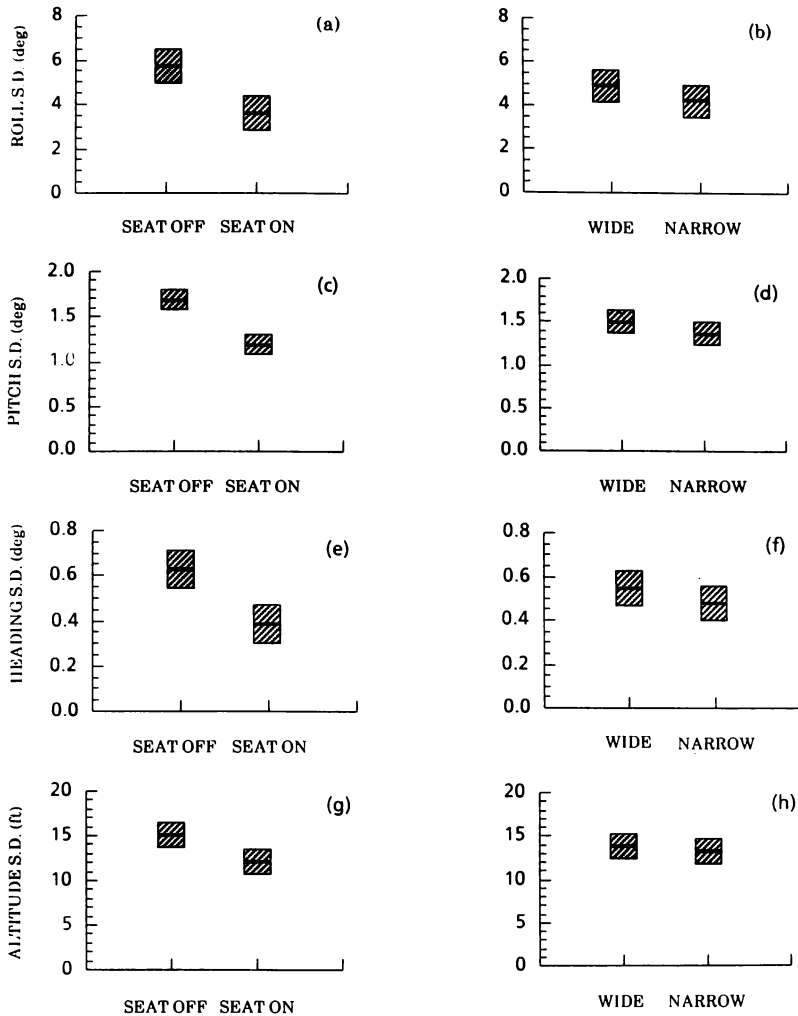 (a)
ROLL S.D. (deg)
8
6
4
2
0
SEAT OFF SEAT ON
(b)
8
6
4
2
0
WIDE NARROW
(c)
PITCH S.D. (deg)
2.0
1.5
1.0
0.5
0.0
SEAT OFF SEAT ON
(d)
2.0
1.5
1.0
0.5
0.0
WIDE NARROW
(e)
HEADING S.D. (deg)
0.8
0.6
0.4
0.2
0.0
SEAT OFF SEAT ON
(f)
0.8
0.6
0.4
0.2
0.0
WIDE NARROW
(g)
ALTITUDE S.D. (ft)
20
15
10
5
0
SEAT OFF SEAT ON
(h)
20
15
10
5
0
WIDE NARROW